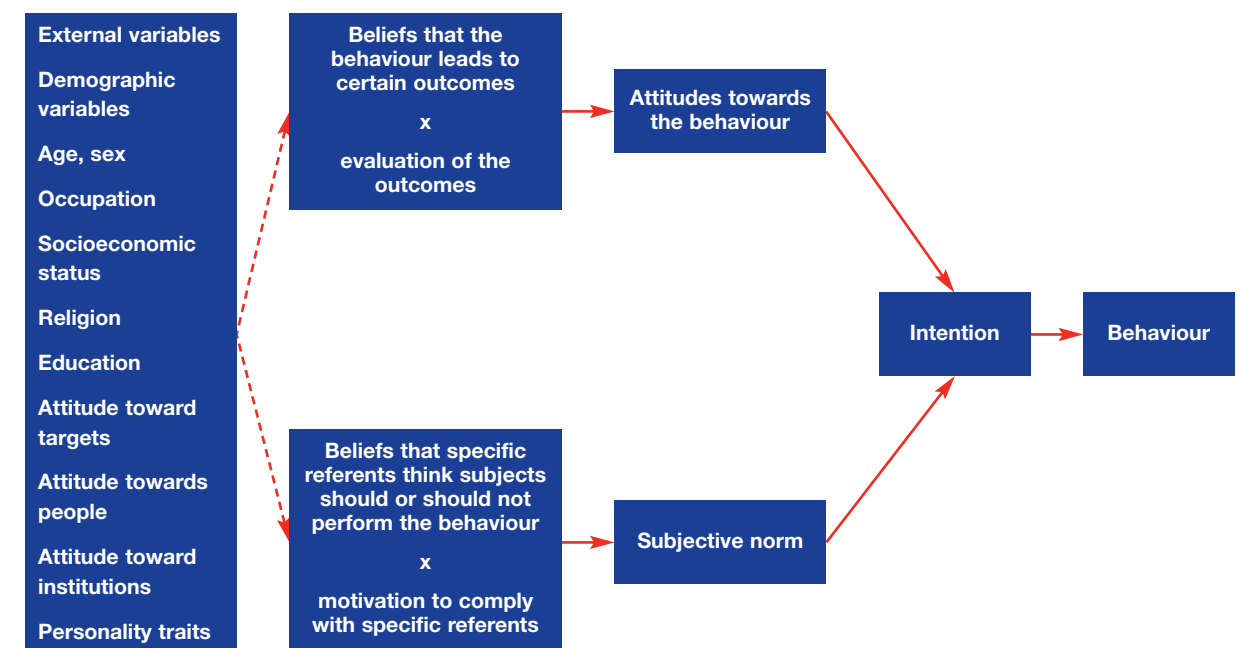 External variables
Demographic
variables
Age, sex
Occupation
Socioeconomic
status
Religion
Education
Attitude toward
targets
Attitude towards
people
Attitude toward
institutions
Personality traits
Beliefs that the
behaviour leads to
certain outcomes
x
evaluation of the
outcomes
Attitudes towards
the behaviour
Beliefs that specific
referents think subjects
should or should not
perform the behaviour
x
motivation to comply
with specific referents
Subjective norm
Intention
Behaviour